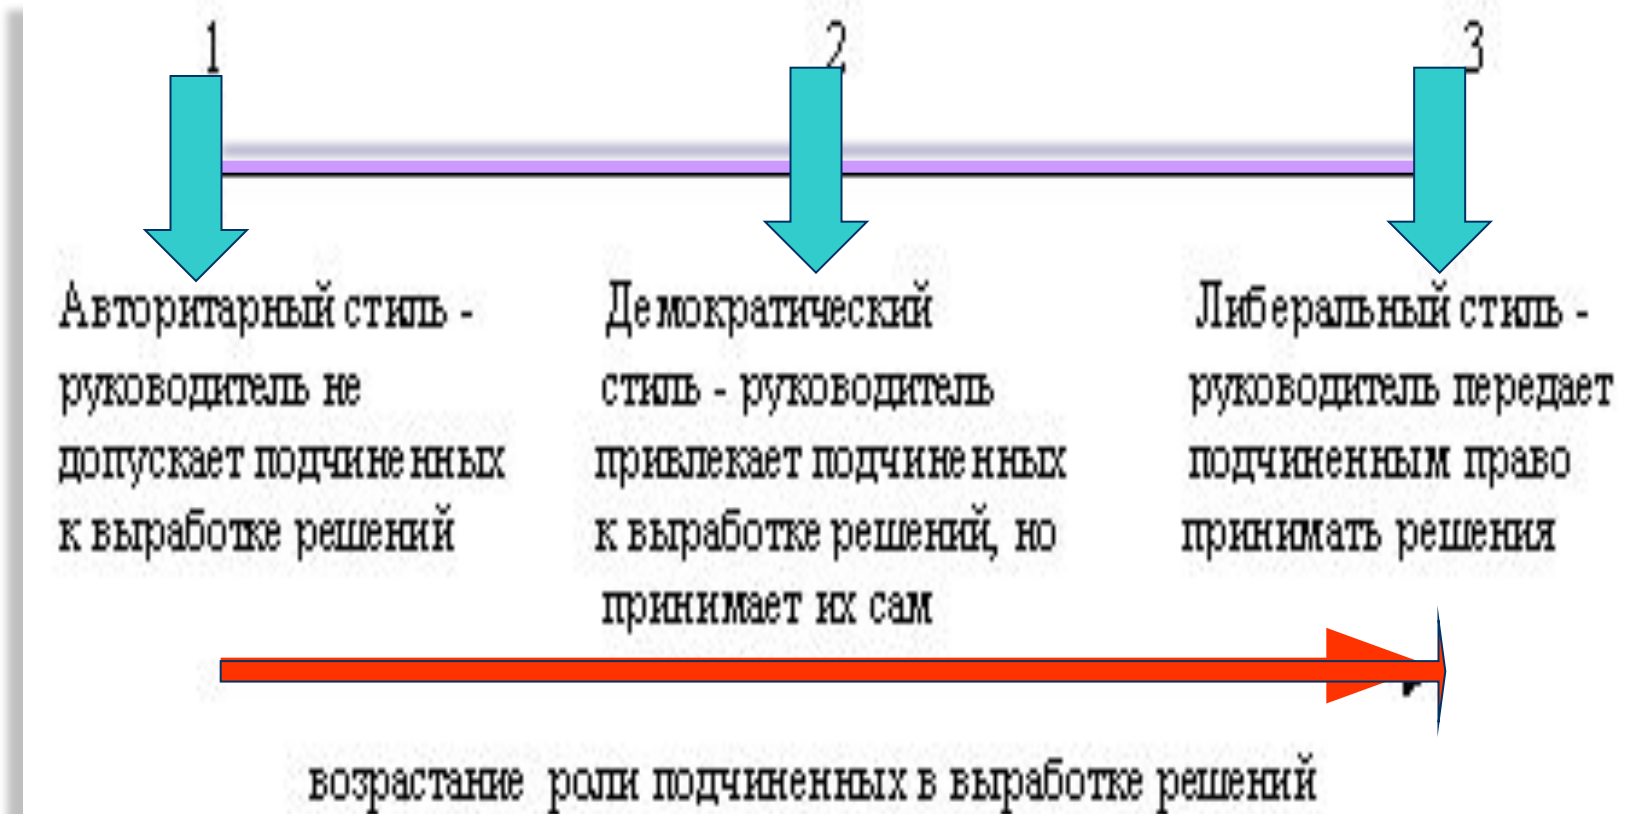 1
2
3
Авторитарный стиль -
руководитель не
допускает подчиненных
к выработке решений
Демократический
стиль - руководитель
привлекает подчиненных
к выработке решений, но
принимает их сам
Либеральный стиль -
руководитель передает
подчиненным право
принимать решения
возрастание роли подчиненных в выработке решений